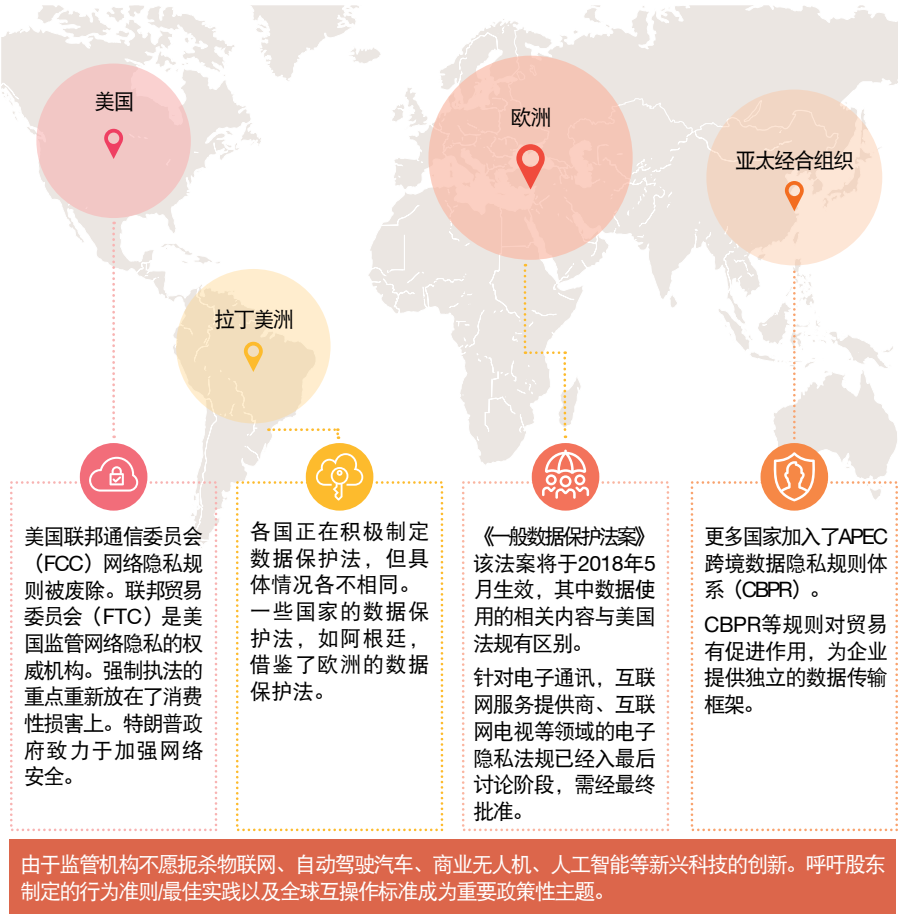 美国
欧洲
亚太经合组织
拉丁美洲
美国联邦通信委员会
（FCC）网络隐私规
则被废除。联邦贸易
委员会（FTC）是美
国监管网络隐私的权
威机构。强制执法的
重点重新放在了消费
性损害上。特朗普政
府致力于加强网络
安全。
各国正在积极制定
数据保护法，但具
体情况各不相同。
一些国家的数据保
护法，如阿根廷，
借鉴了欧洲的数据
保护法。
《一般数据保护法案》
该法案将于2018年5
月生效，其中数据使
用的相关内容与美国
法规有区别。
针对电子通讯，互联
网服务提供商、互联
网电视等领域的电子
隐私法规已经入最后
讨论阶段，需经最终
批准。
更多国家加入了APEC
跨境数据隐私规则体
系（CBPR）。
CBPR等规则对贸易
有促进作用，为企业
提供独立的数据传输
框架。
由于监管机构不愿扼杀物联网、自动驾驶汽车、商业无人机、人工智能等新兴科技的创新。呼吁股东
制定的行为准则/最佳实践以及全球互操作标准成为重要政策性主题。